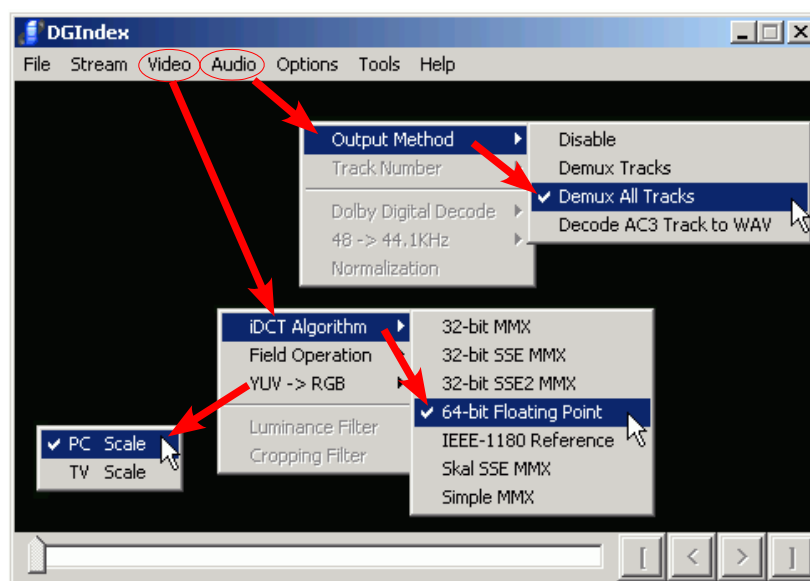 DGIndex
File Stream Video Audio Options Tools Help
Output Method
Track Number
Dolby Digital Decode
48 -> 44.1KHz
Normalization
Disable
Demux Tracks
Demux All Tracks
Decode AC3 Track to WAV
iDCT Algorithm
Field Operation
YUV -> RGB
Luminance Filter
Cropping Filter
32-bit MMX
32-bit SSE MMX
32-bit SSE2 MMX
64-bit Floating Point
IEEE-1180 Reference
Skal SSE MMX
Simple MMX
PC Scale
TV Scale
[ < > ]